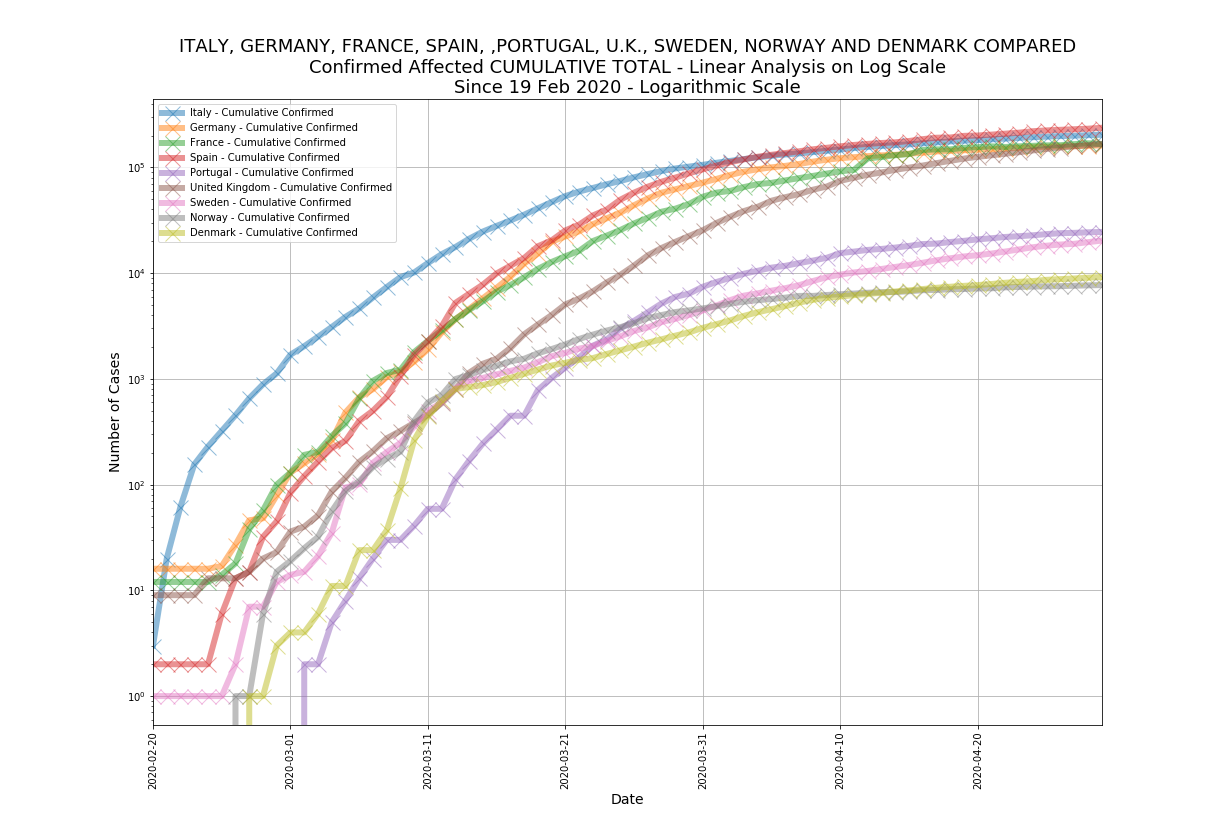 ITALY, GERMANY, FRANCE, SPAIN, ,PORTUGAL, U.K., SWEDEN, NORWAY AND DENMARK COMPARED
Confirmed Affected CUMULATIVE TOTAL - Linear Analysis on Log Scale
Since 19 Feb 2020 - Logarithmic Scale
Italy - Cumulative Confirmed
Germany - Cumulative Confirmed
France - Cumulative Confirmed
Spain - Cumulative Confirmed
Portugal - Cumulative Confirmed
United Kingdom - Cumulative Confirmed
Sweden - Cumulative Confirmed
Norway - Cumulative Confirmed
Denmark - Cumulative Confirmed
Number of Cases
10⁵
10⁴
10³
10²
10¹
10⁰
2020-02-20
2020-03-01
2020-03-11
2020-03-21
2020-03-31
2020-04-10
2020-04-20
Date